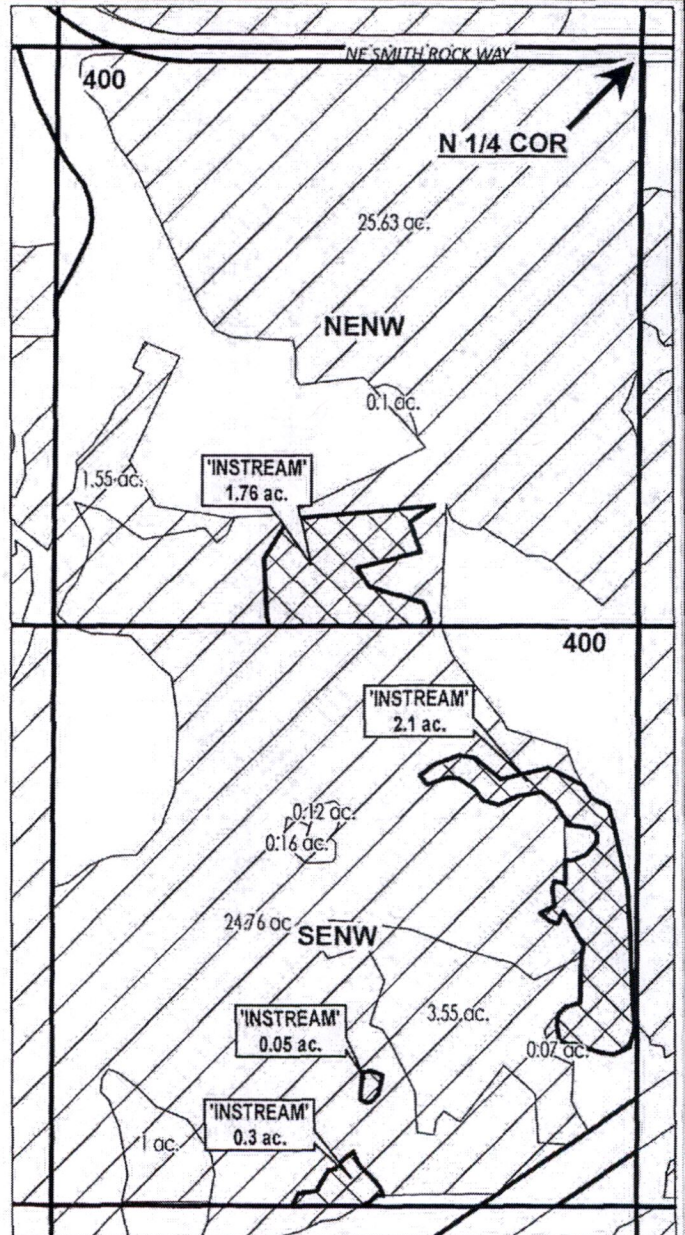 NE SMITH ROCK WAY
400
N 1/4 COR
25.63 ac.
NENW
0.1 ac.
'INSTREAM'
1.76 ac.
1.55 ac.
400
'INSTREAM'
2.1 ac.
0.12 ac.
0.16 ac.
24.76 ac
SENW
'INSTREAM'
0.05 ac.
3.55 ac.
0.07 ac.
'INSTREAM'
0.3 ac.
1 ac.